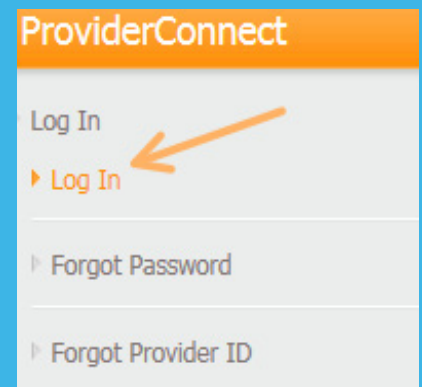 ProviderConnect
Log In
Log In
Forgot Password
Forgot Provider ID